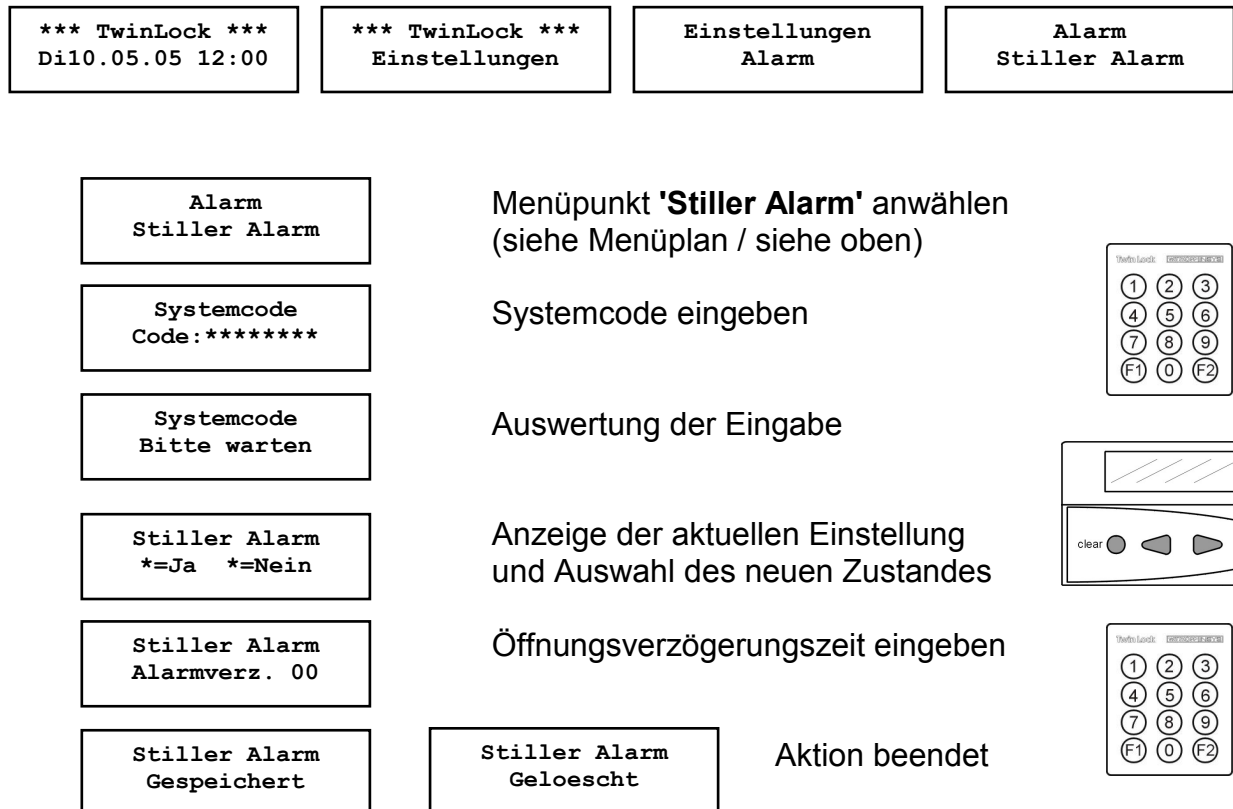 *** TwinLock ***
Di10.05.05 12:00
*** TwinLock ***
Einstellungen
Einstellungen
Alarm
Alarm
Stiller Alarm
Alarm
Stiller Alarm
Menüpunkt 'Stiller Alarm' anwählen
(siehe Menüplan / siehe oben)
Systemcode
Code:********
Systemcode eingeben
TwinLock
1 2 3
4 5 6
7 8 9
F1 0 F2
Systemcode
Bitte warten
Auswertung der Eingabe
Stiller Alarm
*=Ja *=Nein
Anzeige der aktuellen Einstellung
und Auswahl des neuen Zustandes
clear
Stiller Alarm
Alarmverz. 00
Öffnungsverzögerungszeit eingeben
TwinLock
1 2 3
4 5 6
7 8 9
F1 0 F2
Stiller Alarm
Gespeichert
Stiller Alarm
Geloescht
Aktion beendet